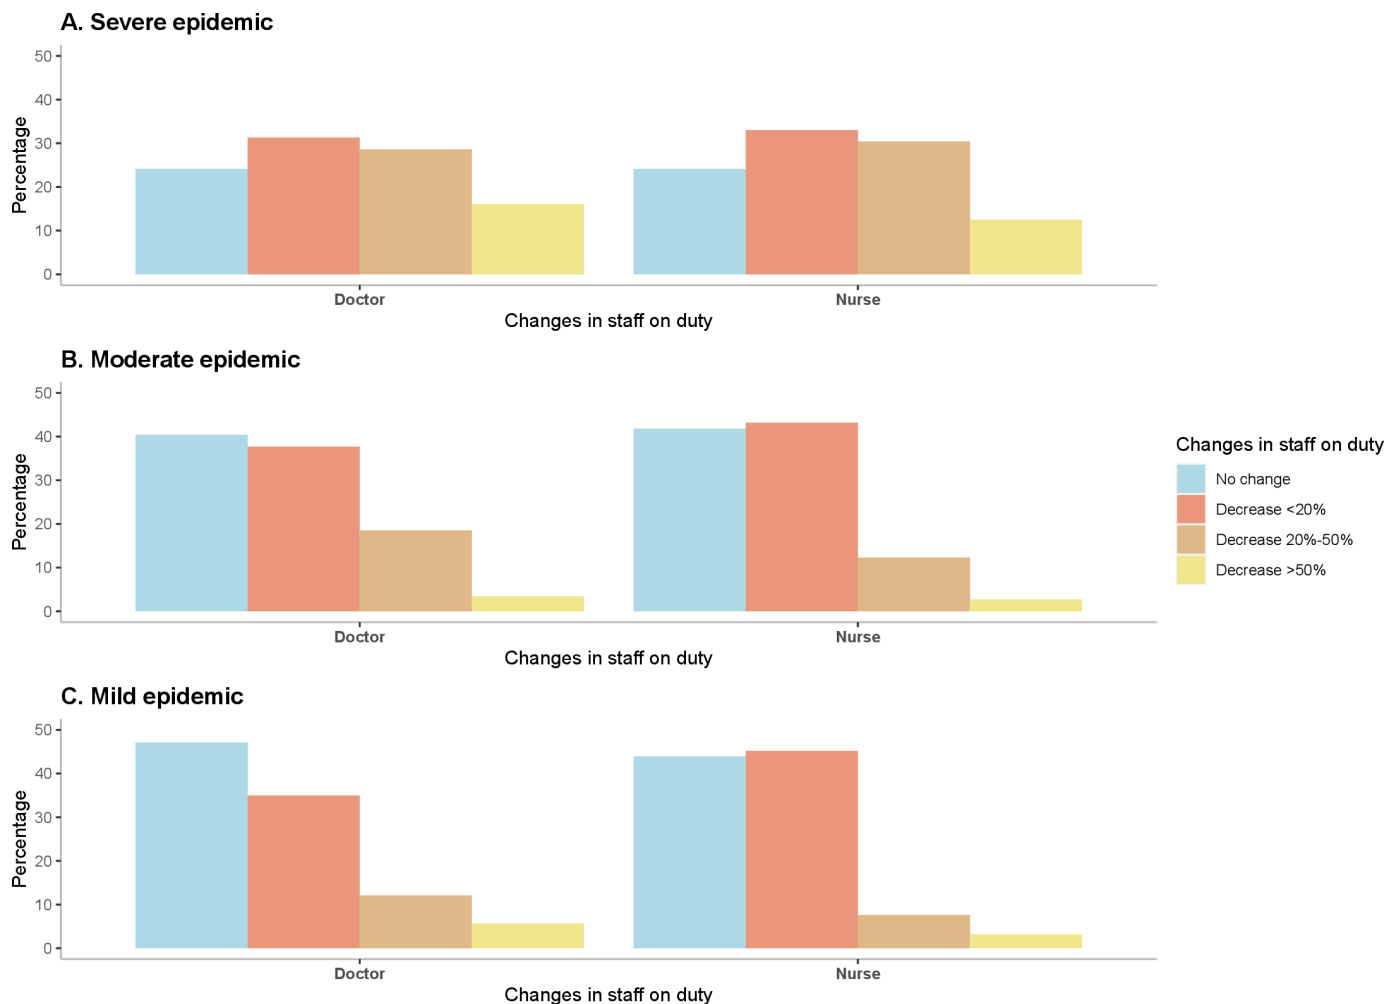 A. Severe epidemic
50
40
30
20
10
0
Percentage
Doctor
Nurse
Changes in staff on duty
B. Moderate epidemic
50
40
30
20
10
0
Percentage
Doctor
Nurse
Changes in staff on duty
Changes in staff on duty
No change
Decrease <20%
Decrease 20%-50%
Decrease >50%
C. Mild epidemic
50
40
30
20
10
0
Percentage
Doctor
Nurse
Changes in staff on duty